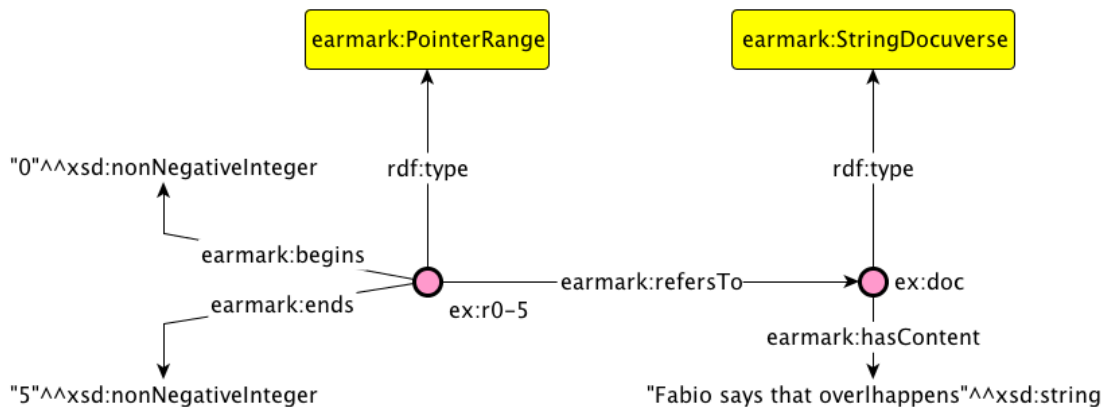 earmark:PointerRange
earmark:StringDocuverse
"0"^^xsd:nonNegativeInteger
rdf:type
rdf:type
earmark:begins
earmark:refersTo
ex:doc
earmark:ends
ex:r0-5
earmark:hasContent
"5"^^xsd:nonNegativeInteger
"Fabio says that overlhappens"^^xsd:string